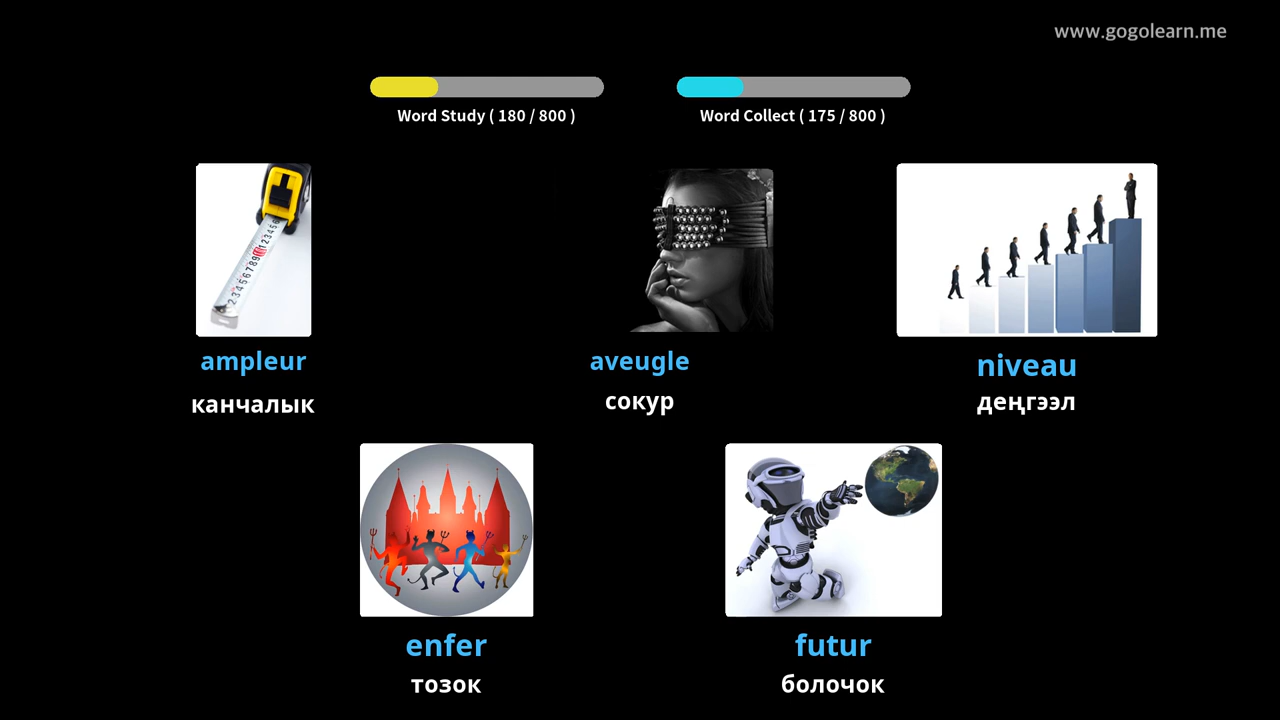 www.gogolearn.me
Word Study ( 180 / 800 )
Word Collect ( 175 / 800 )
ampleur
канчалык
aveugle
сокур
niveau
деңгээл
enfer
тозок
futur
болочок